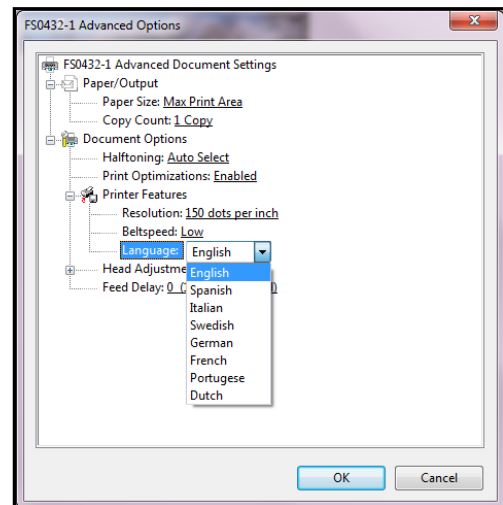 FS0432-1 Advanced Options
FS0432-1 Advanced Document Settings
Paper/Output
Paper Size: Max Print Area
Copy Count: 1 Copy
Document Options
Halftoning: Auto Select
Print Optimizations: Enabled
Printer Features
Resolution: 150 dots per inch
Beltspeed: Low
Language: English
Head Adjustme
Feed Delay: 0
English
Spanish
Italian
Swedish
German
French
Portugese
Dutch
OK Cancel